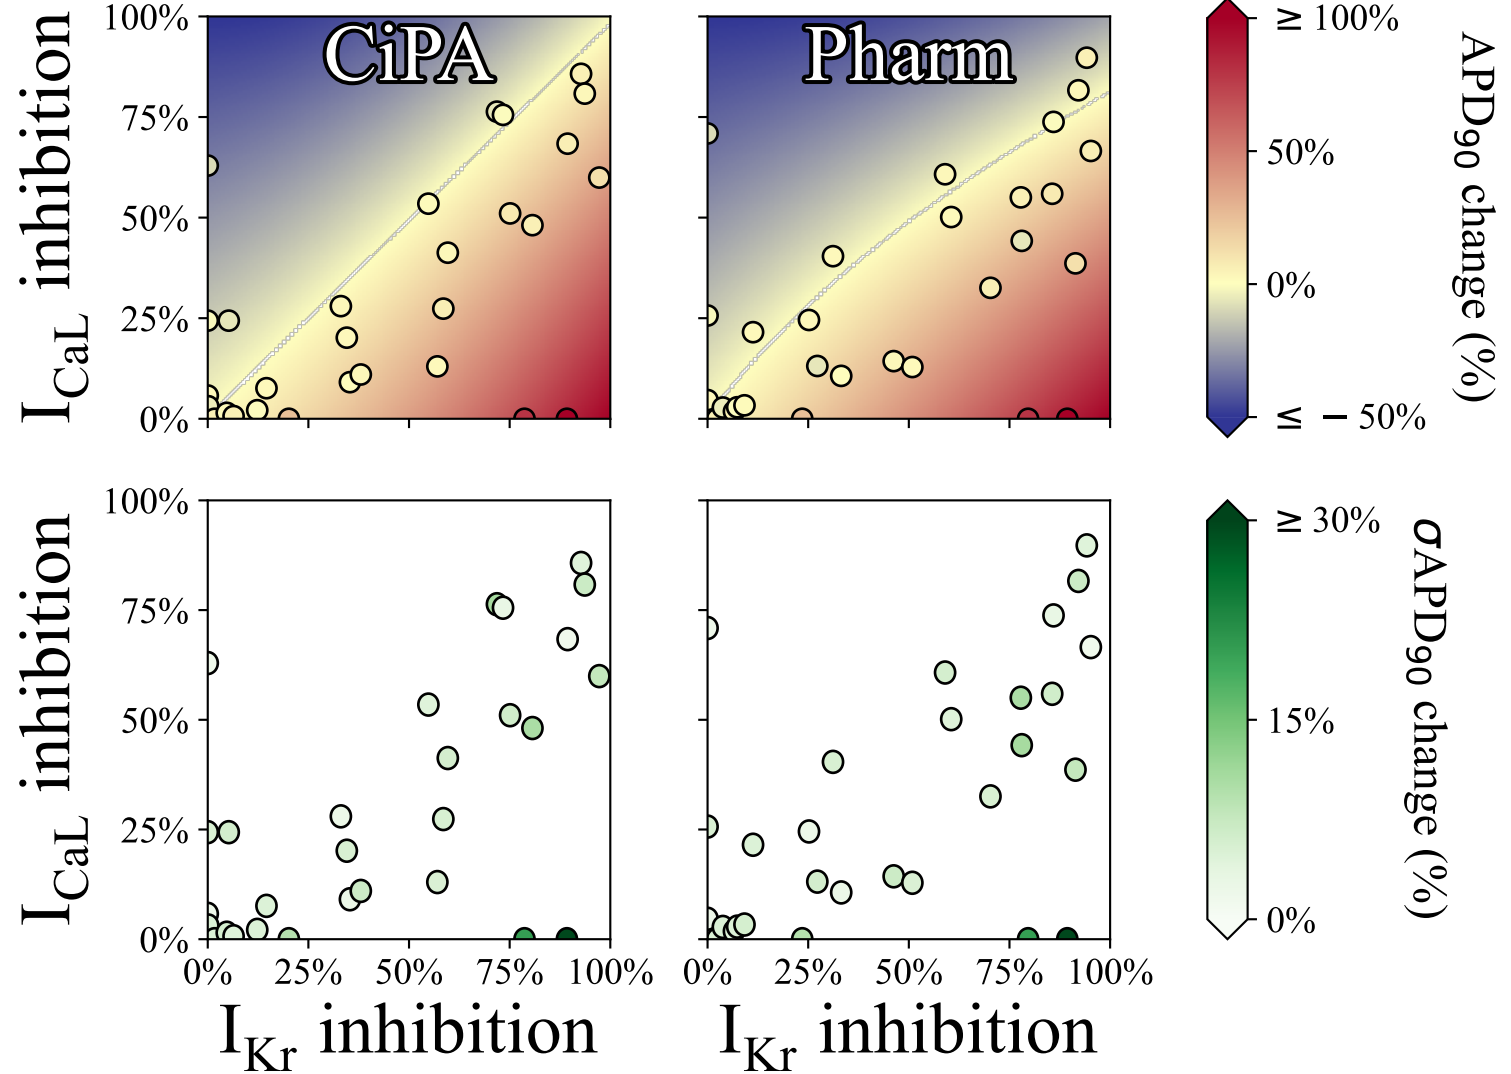 CiPA
Pharm
100%
75%
50%
25%
0%
I_CaL inhibition
≥ 100%
50%
0%
≤ − 50%
APD90 change (%)
100%
75%
50%
25%
0%
I_CaL inhibition
0% 25% 50% 75% 100%
I_Kr inhibition
0% 25% 50% 75% 100%
I_Kr inhibition
≥ 30%
15%
0%
σAPD90 change (%)